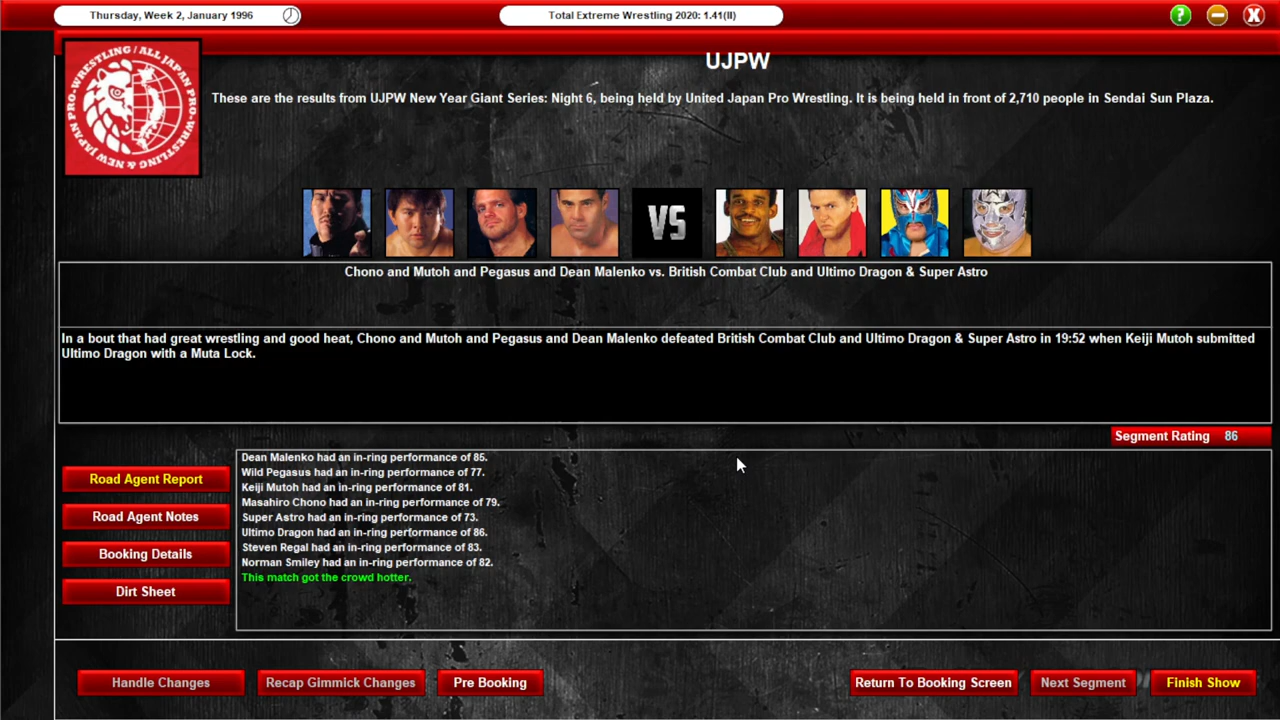 Thursday, Week 2, January 1996
Total Extreme Wrestling 2020: 1.41(II)
?
X
ALL JAPAN PRO-WRESTLING / NEW JAPAN PRO-WRESTLING &
UJPW
These are the results from UJPW New Year Giant Series: Night 6, being held by United Japan Pro Wrestling. It is being held in front of 2,710 people in Sendai Sun Plaza.
VS
Chono and Mutoh and Pegasus and Dean Malenko vs. British Combat Club and Ultimo Dragon & Super Astro
In a bout that had great wrestling and good heat, Chono and Mutoh and Pegasus and Dean Malenko defeated British Combat Club and Ultimo Dragon & Super Astro in 19:52 when Keiji Mutoh submitted
Ultimo Dragon with a Muta Lock.
Segment Rating 86
Road Agent Report
Road Agent Notes
Booking Details
Dirt Sheet
Dean Malenko had an in-ring performance of 85.
Wild Pegasus had an in-ring performance of 77.
Keiji Mutoh had an in-ring performance of 81.
Masahiro Chono had an in-ring performance of 79.
Super Astro had an in-ring performance of 73.
Ultimo Dragon had an in-ring performance of 86.
Steven Regal had an in-ring performance of 83.
Norman Smiley had an in-ring performance of 82.
This match got the crowd hotter.
Handle Changes
Recap Gimmick Changes
Pre Booking
Return To Booking Screen
Next Segment
Finish Show